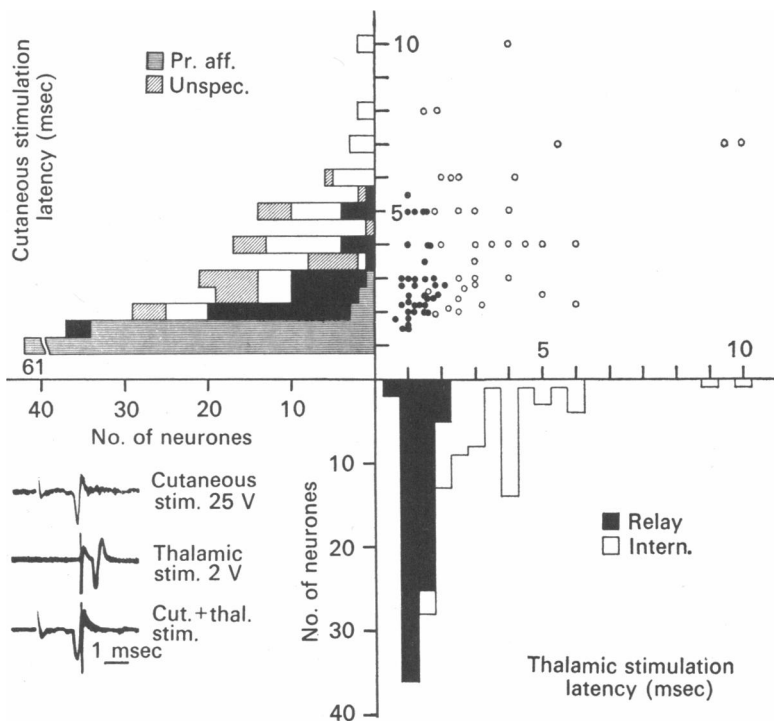 Cutaneous stimulation
latency (msec)
Pr. aff.
Unspec.
10
5
61
40 30 20 10
No. of neurones
5 10
Cutaneous
stim. 25 V
Thalamic
stim. 2 V
Cut.+thal.
stim.
1 msec
No. of neurones
10
20
30
40
Relay
Intern.
Thalamic stimulation
latency (msec)